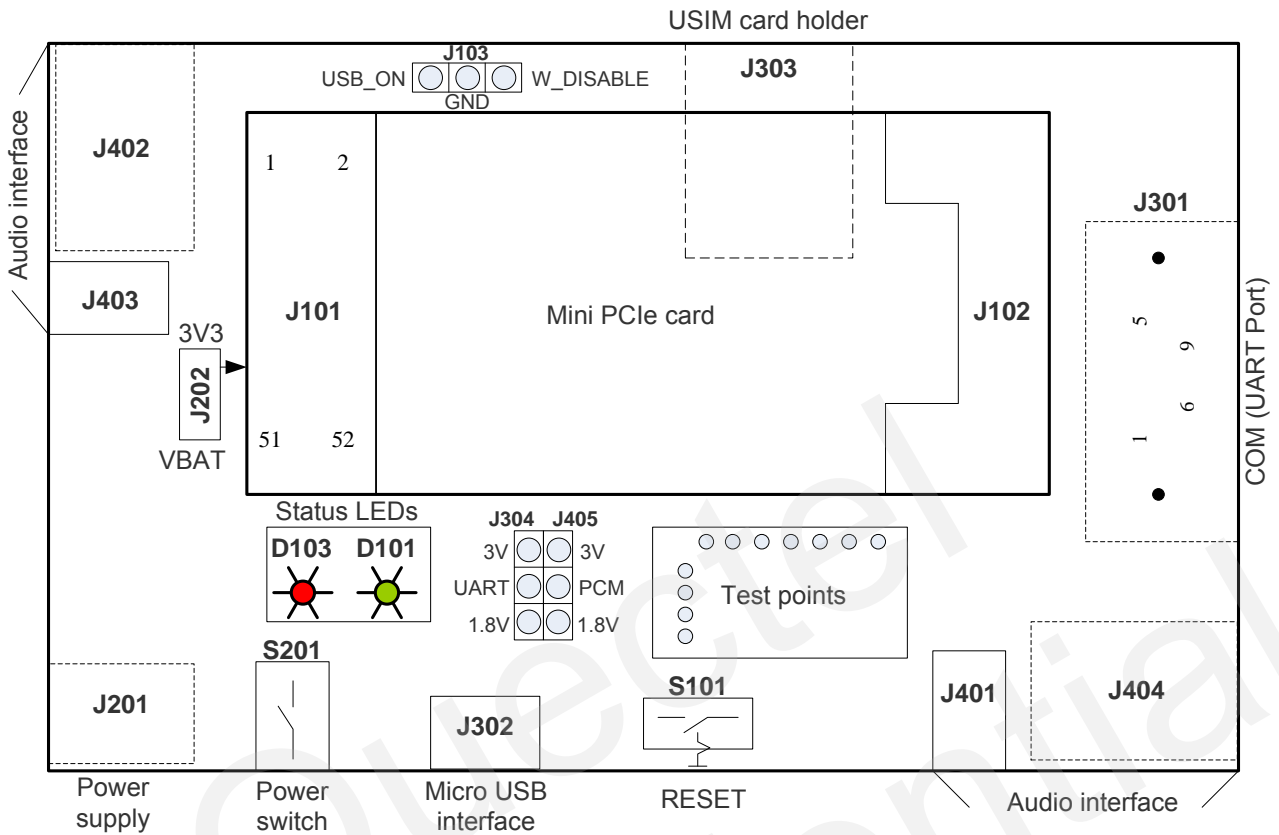 USIM card holder
J103
USB_ON
W_DISABLE
GND
J303
Audio interface
J402
1
2
J301
J403
J101
Mini PCIe card
J102
5
9
6
1
COM (UART Port)
3V3
J202
VBAT
51
52
Status LEDs
D103
D101
J304
J405
3V
3V
UART
PCM
1.8V
1.8V
Test points
S201
J201
J302
S101
J401
J404
Power
supply
Power
switch
Micro USB
interface
RESET
Audio interface
Quectel